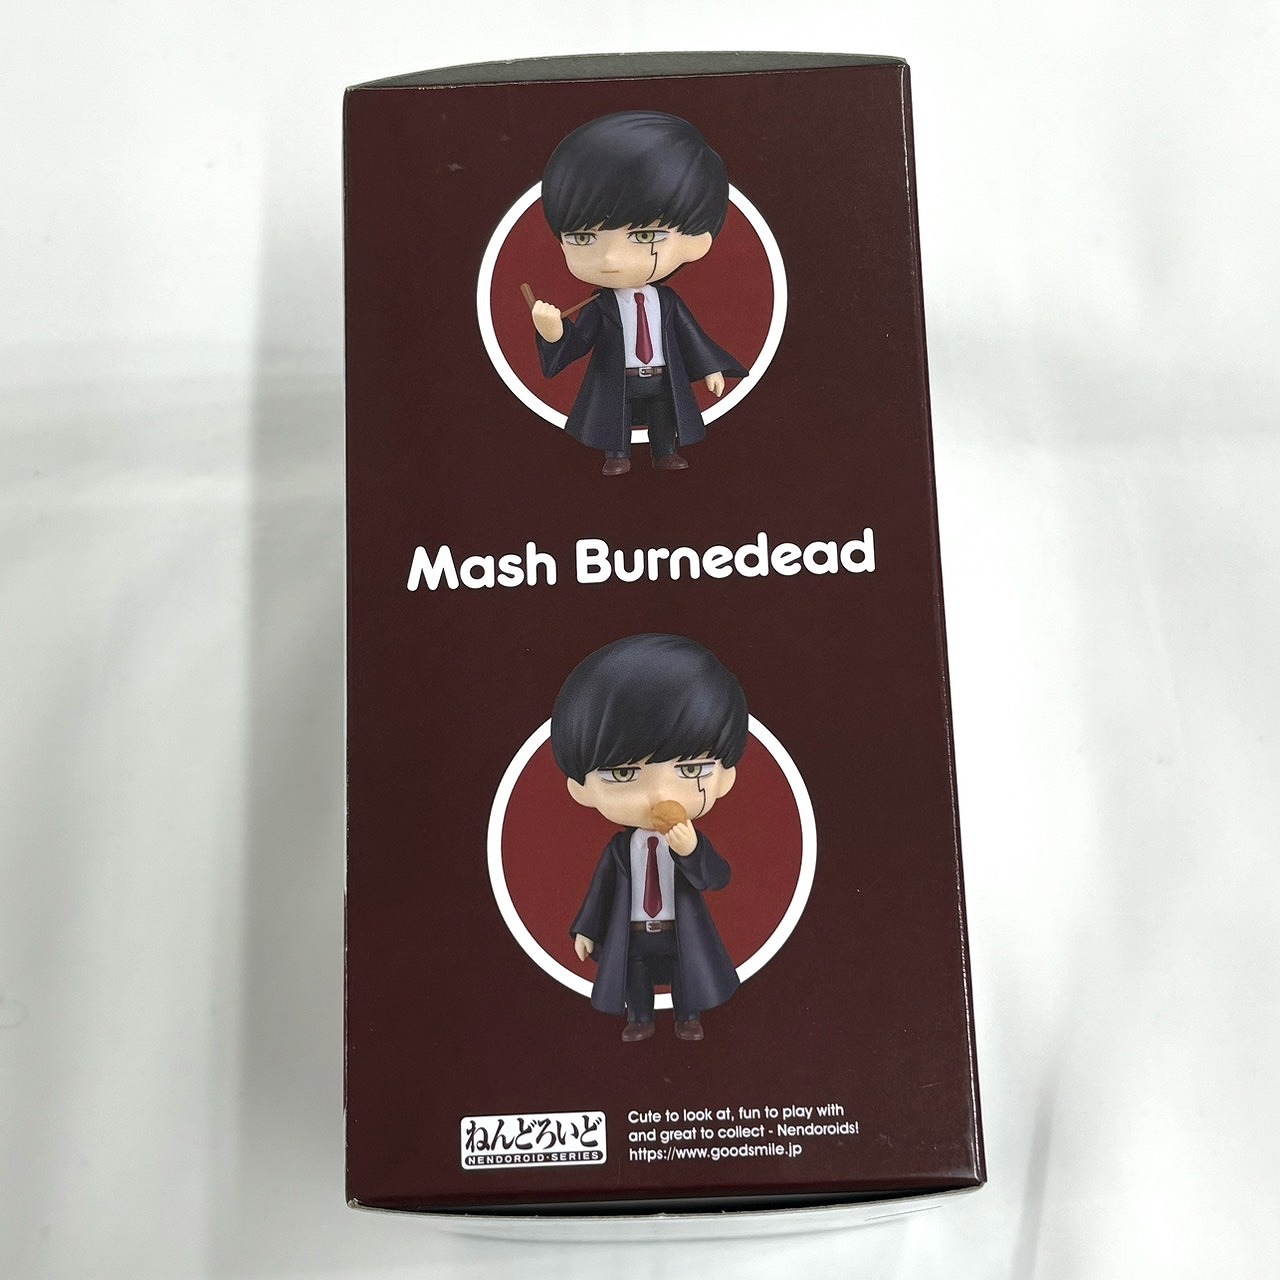 Mash Burnedead
ねんどろいど
NENDOROID-SERIES
Cute to look at, fun to play with
and great to collect - Nendoroids!
https://www.goodsmile.jp